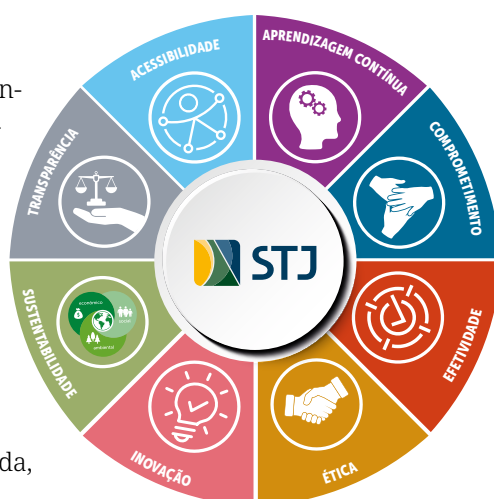 n-
ACESSIBILIDADE
APRENDIZAGEM CONTÍNUA
COMPROMETIMENTO
EFETIVIDADE
ÉTICA
INOVAÇÃO
SUSTENTABILIDADE
econômico
social
ambiental
TRANSPARÊNCIA
STJ
da,